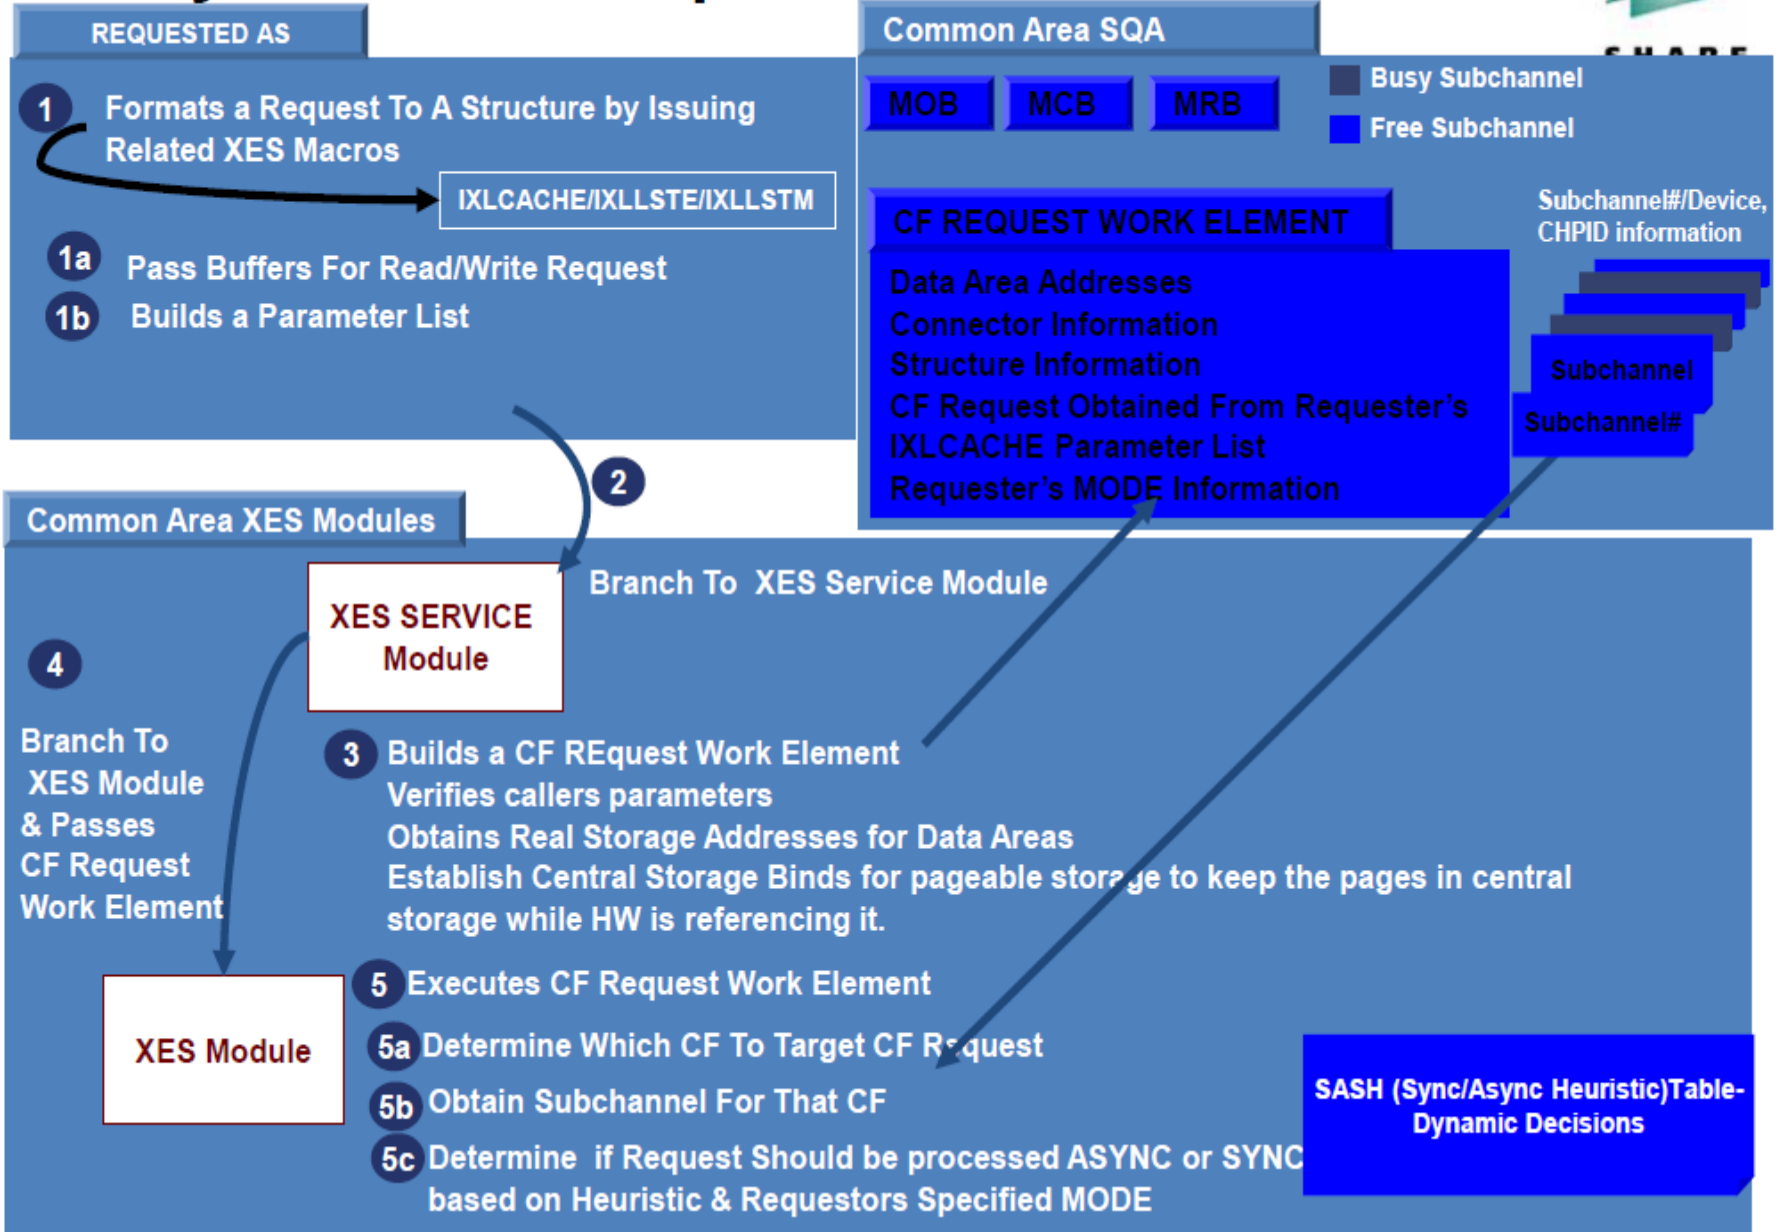 REQUESTED AS
1
Formats a Request To A Structure by Issuing
Related XES Macros
IXLCACHE/IXLLSTE/IXLLSTM
1a
Pass Buffers For Read/Write Request
1b
Builds a Parameter List
2
Common Area SQA
SHARE
MOB
MCB
MRB
Busy Subchannel
Free Subchannel
CF REQUEST WORK ELEMENT
Data Area Addresses
Connector Information
Structure Information
CF Request Obtained From Requester's
IXLCACHE Parameter List
Requester's MODE Information
Subchannel#/Device,
CHPID information
Subchannel
Subchannel#
Common Area XES Modules
XES SERVICE
Module
Branch To XES Service Module
4
Branch To
XES Module
& Passes
CF Request
Work Element
3
Builds a CF REquest Work Element
Verifies callers parameters
Obtains Real Storage Addresses for Data Areas
Establish Central Storage Binds for pageable storage to keep the pages in central
storage while HW is referencing it.
XES Module
5
Executes CF Request Work Element
5a
Determine Which CF To Target CF Rsquest
5b
Obtain Subchannel For That CF
5c
Determine if Request Should be processed ASYNC or SYNC
based on Heuristic & Requestors Specified MODE
SASH (Sync/Async Heuristic)Table-
Dynamic Decisions